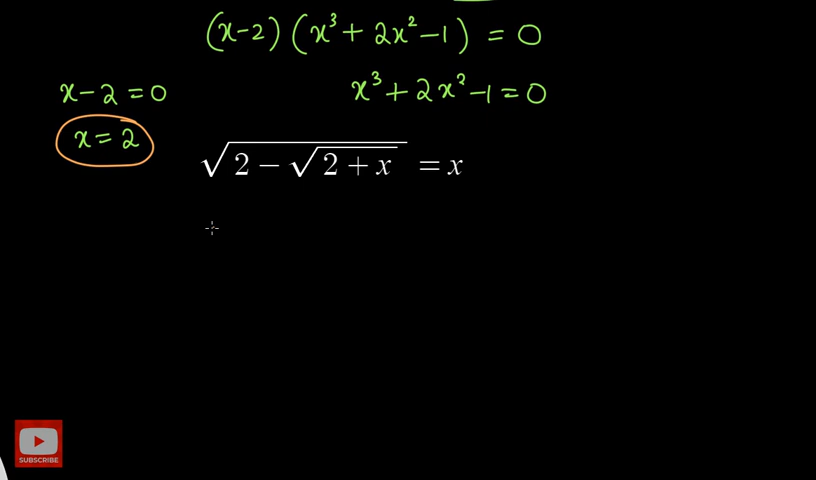 (x-2)(x³+2x²-1)=0
x-2=0 x³+2x²-1=0
x=2
√(2-√(2+x))=x
SUBSCRIBE